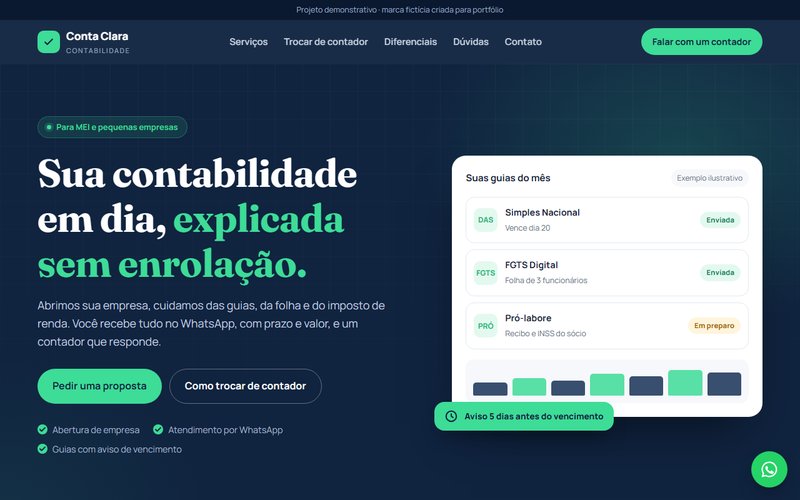 Projeto demonstrativo · marca fictícia criada para portfólio
Conta Clara
CONTABILIDADE
Serviços
Trocar de contador
Diferenciais
Dúvidas
Contato
Falar com um contador
Para MEI e pequenas empresas
Sua contabilidade
em dia, explicada
sem enrolação.
Abrimos sua empresa, cuidamos das guias, da folha e do imposto de
renda. Você recebe tudo no WhatsApp, com prazo e valor, e um
contador que responde.
Pedir uma proposta
Como trocar de contador
Abertura de empresa
Atendimento por WhatsApp
Guias com aviso de vencimento
Suas guias do mês
Exemplo ilustrativo
DAS
Simples Nacional
Vence dia 20
Enviada
FGTS
FGTS Digital
Folha de 3 funcionários
Enviada
PRÓ
Pró-labore
Recibo e INSS do sócio
Em preparo
Aviso 5 dias antes do vencimento